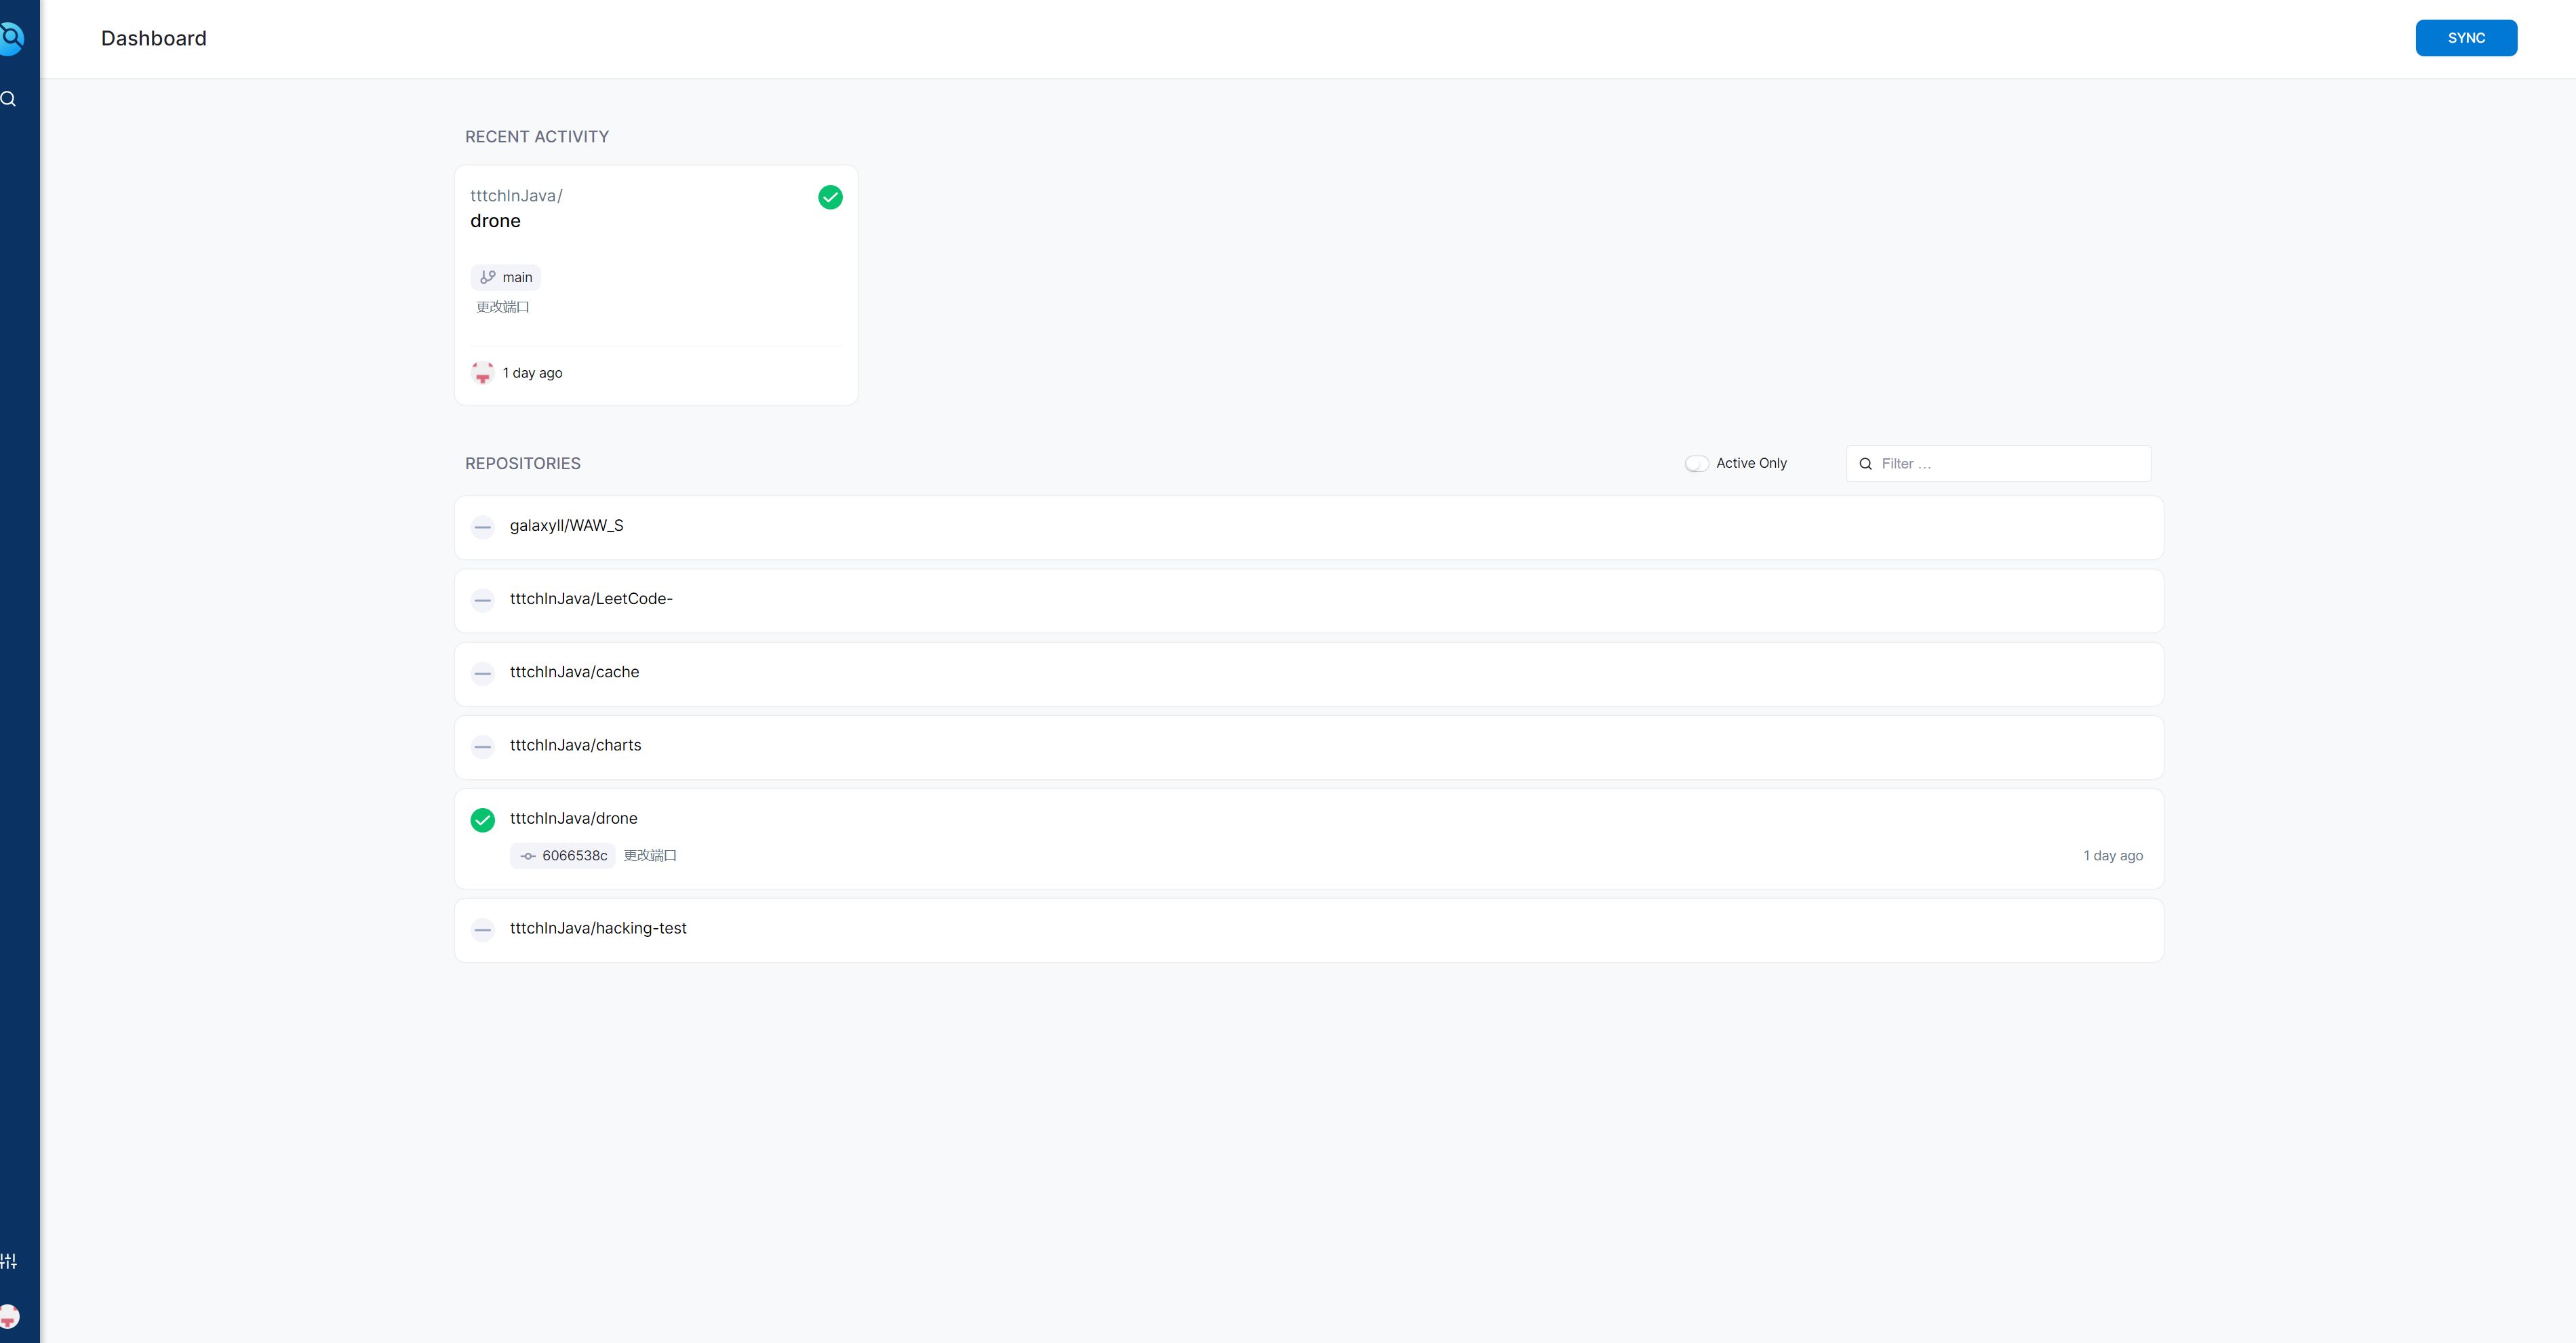 Dashboard
SYNC
RECENT ACTIVITY
tttchInJava/
drone
main
更改端口
1 day ago
REPOSITORIES
Active Only
Filter ...
galaxyll/WAW_S
tttchInJava/LeetCode-
tttchInJava/cache
tttchInJava/charts
tttchInJava/drone
6066538c 更改端口
1 day ago
tttchInJava/hacking-test